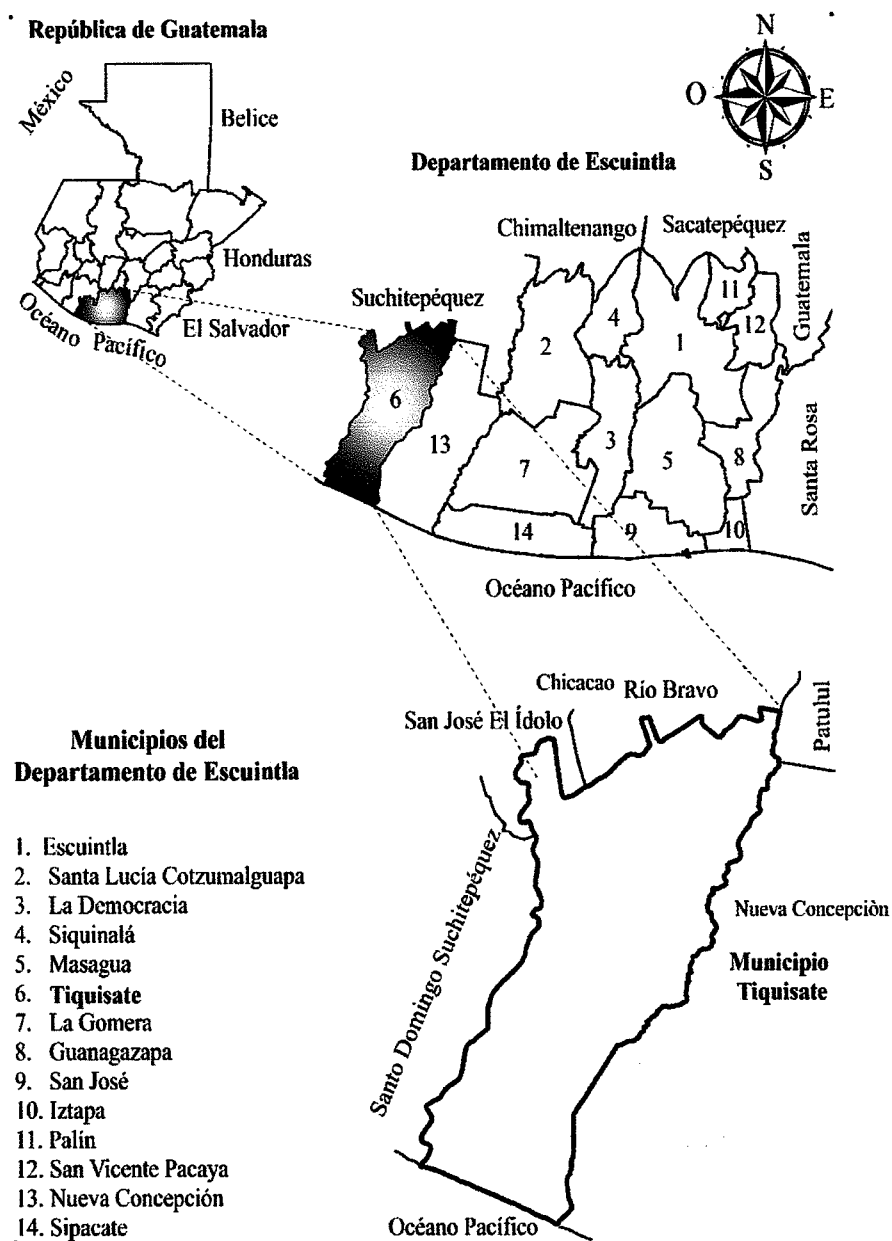 República de Guatemala
México
Belice
Honduras
El Salvador
Océano Pacífico
N
O
E
S
Departamento de Escuintla
Chimaltenango
Sacatepéquez
Guatemala
Suchitepéquez
Santa Rosa
11
4
12
2
1
6
13
3
7
5
8
14
9
10
Océano Pacífico
Chicacao
Río Bravo
Patulul
San José El Ídolo
Santo Domingo Suchitepéquez
Nueva Concepción
Municipio
Tiquisate
Océano Pacífico
Municipios del
Departamento de Escuintla
1. Escuintla
2. Santa Lucía Cotzumalguapa
3. La Democracia
4. Siquinalá
5. Masagua
6. Tiquisate
7. La Gomera
8. Guanagazapa
9. San José
10. Iztapa
11. Palín
12. San Vicente Pacaya
13. Nueva Concepción
14. Sipacate